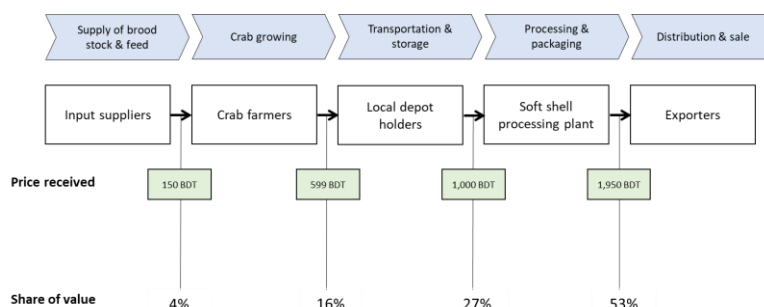 Supply of brood
stock & feed
Crab growing
Transportation &
storage
Processing &
packaging
Distribution & sale
Input suppliers
Crab farmers
Local depot
holders
Soft shell
processing plant
Exporters
Price received
150 BDT
599 BDT
1,000 BDT
1,950 BDT
Share of value
4%
16%
27%
53%